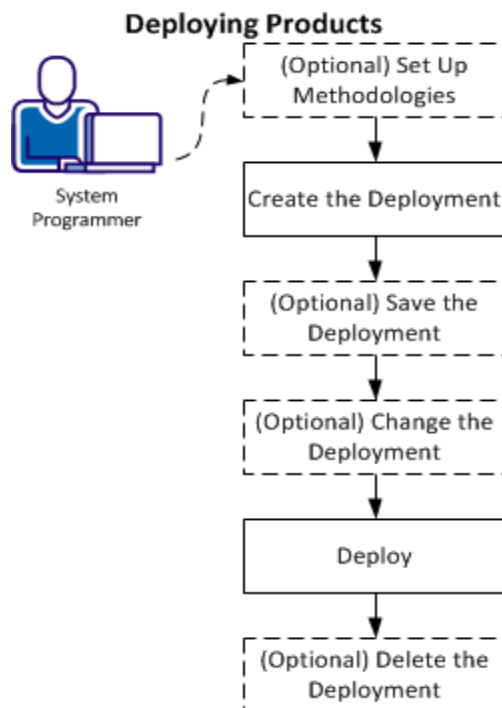 Deploying Products
(Optional) Set Up
Methodologies
System
Programmer
Create the Deployment
(Optional) Save the
Deployment
(Optional) Change the
Deployment
Deploy
(Optional) Delete the
Deployment